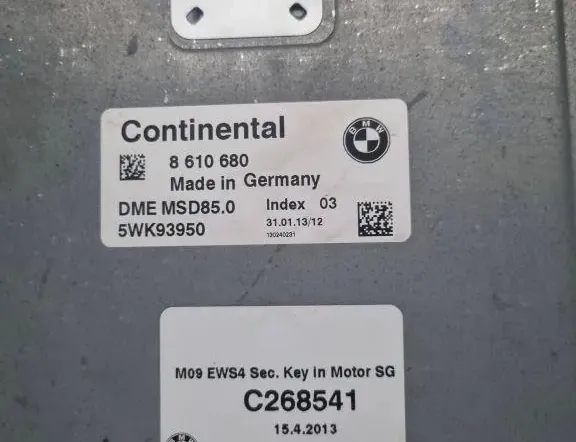 Continental
BMW
8 610 680
Made in Germany
DME MSD85.0 Index 03
5WK93950 31.01.13/12
130240231
M09 EWS4 Sec. Key in Motor SG
C268541
15.4.2013